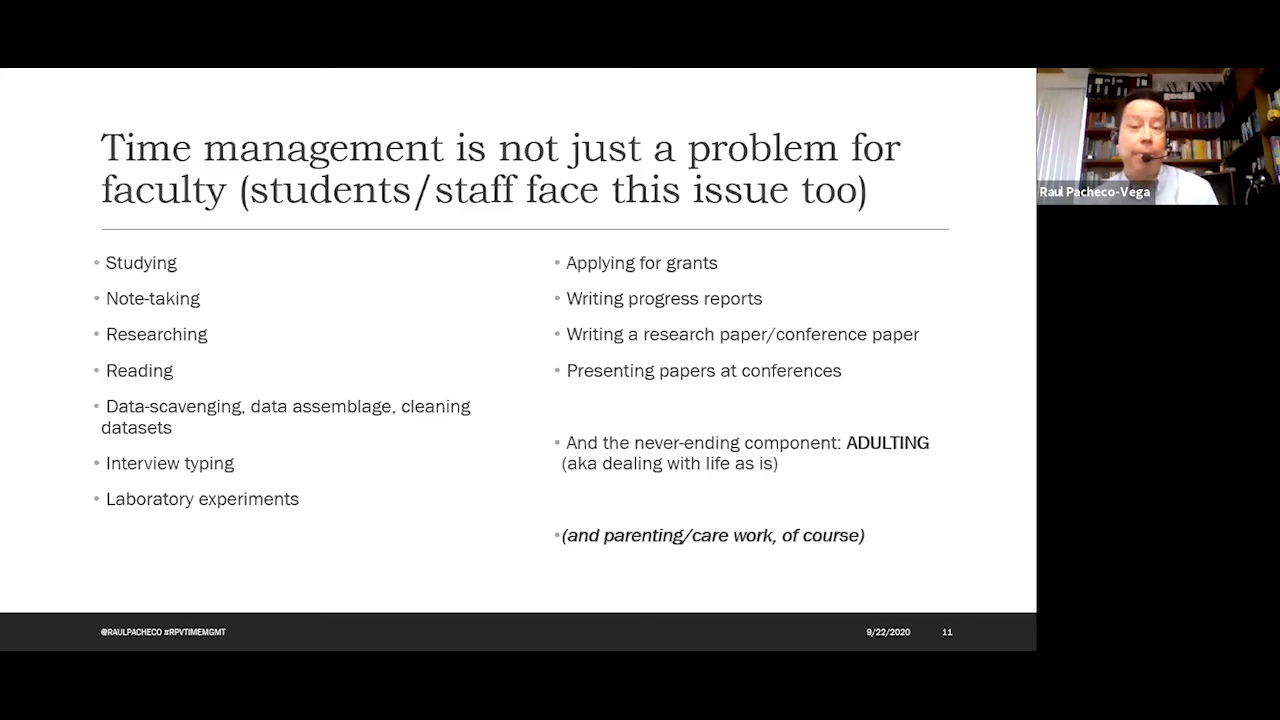 Time management is not just a problem for
faculty (students/staff face this issue too)
• Studying
• Note-taking
• Researching
• Reading
• Data-scavenging, data assemblage, cleaning
datasets
• Interview typing
• Laboratory experiments
• Applying for grants
• Writing progress reports
• Writing a research paper/conference paper
• Presenting papers at conferences
• And the never-ending component: ADULTING
(aka dealing with life as is)
•(and parenting/care work, of course)
@RAULPACHECO #RPVTIMEMGMT
9/22/2020
11
Raul Pacheco-Vega